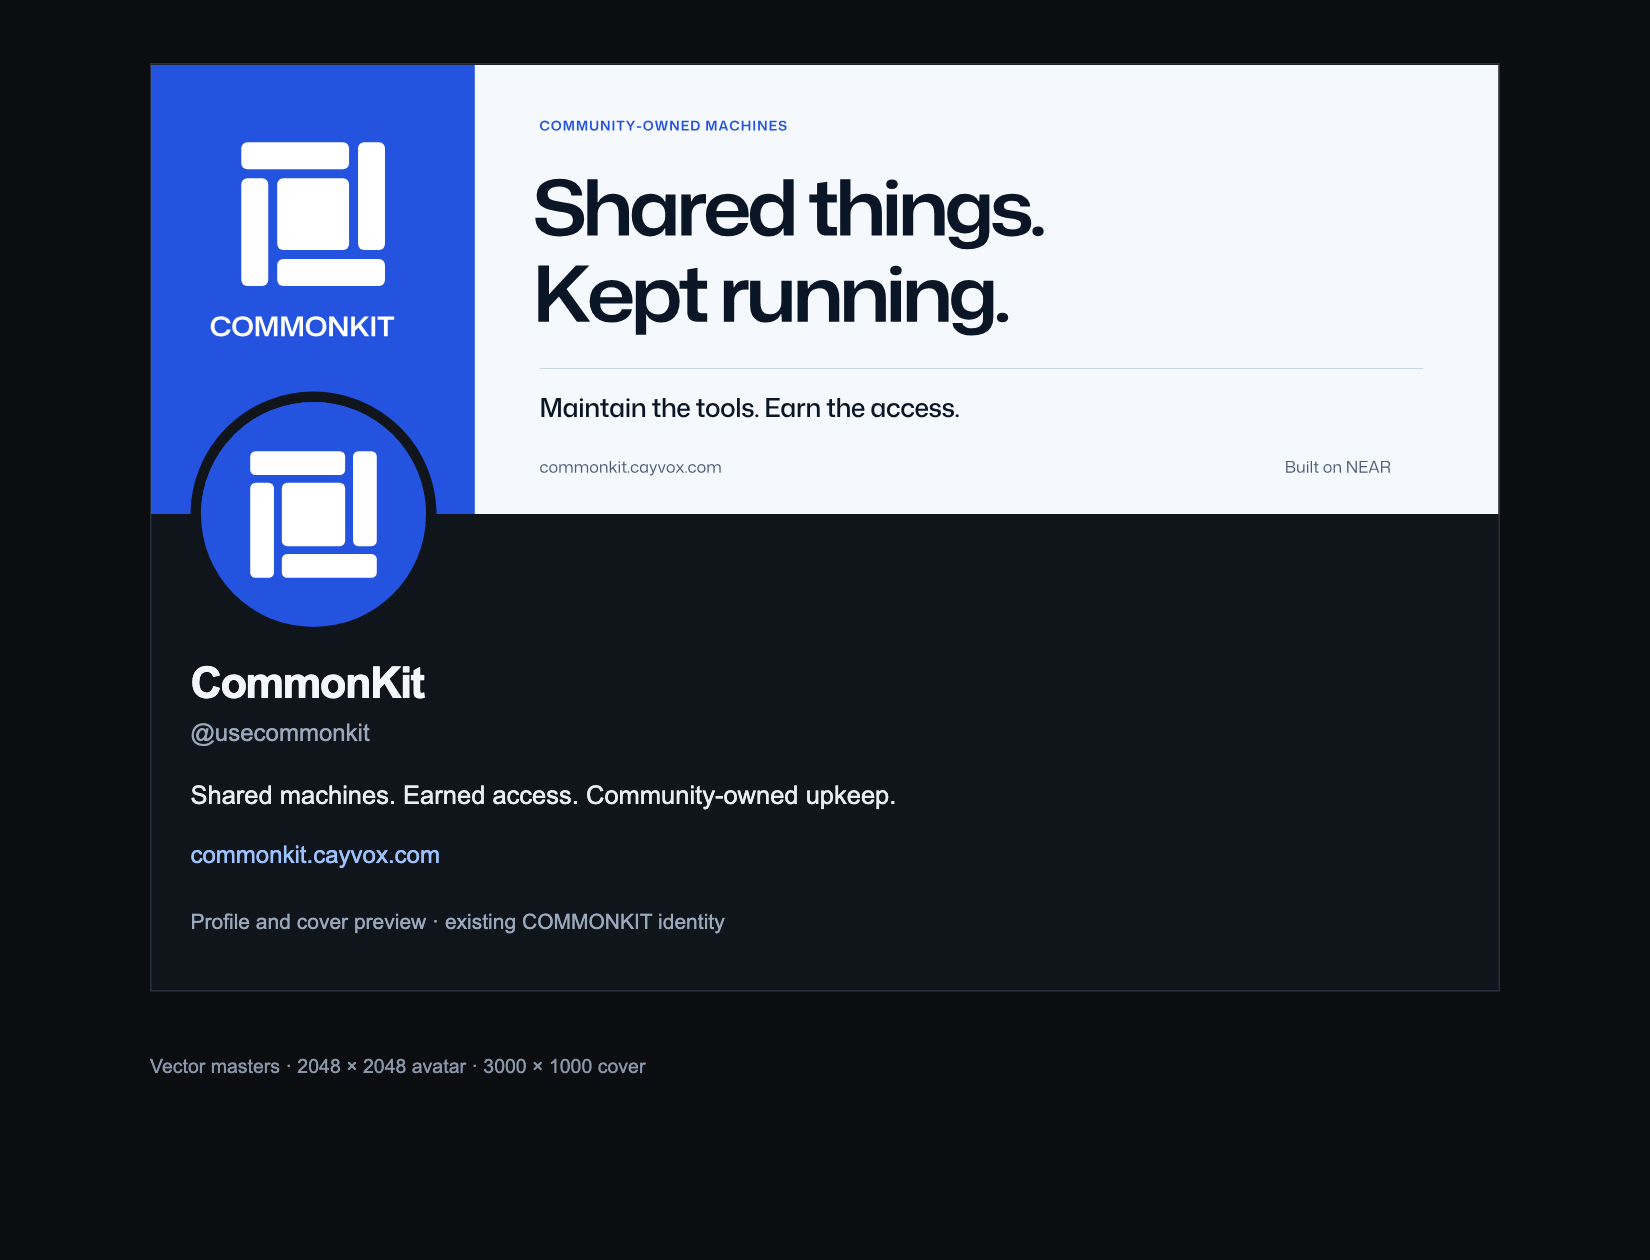 COMMONKIT
COMMUNITY-OWNED MACHINES
Shared things.
Kept running.
Maintain the tools. Earn the access.
commonkit.cayvox.com
Built on NEAR
CommonKit
@usecommonkit
Shared machines. Earned access. Community-owned upkeep.
commonkit.cayvox.com
Profile and cover preview · existing COMMONKIT identity
Vector masters · 2048 × 2048 avatar · 3000 × 1000 cover